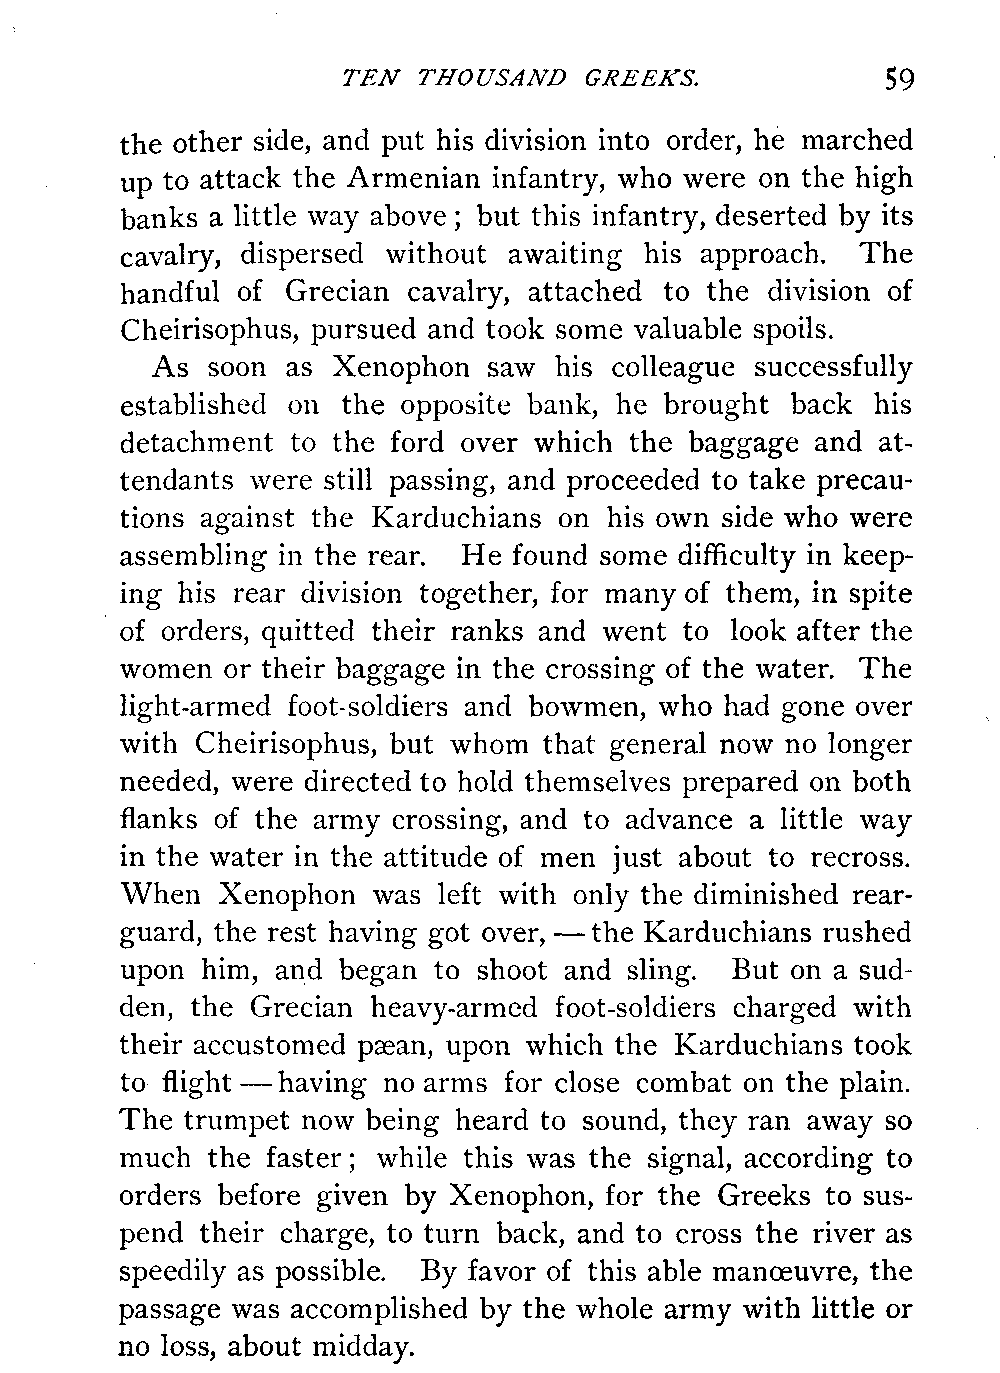 TEN THOUSAND GREEKS. 59
the other side, and put his division into order, he marched
up to attack the Armenian infantry, who were on the high
banks a little way above; but this infantry, deserted by its
cavalry, dispersed without awaiting his approach. The
handful of Grecian cavalry, attached to the division of
Cheirisophus, pursued and took some valuable spoils.
As soon as Xenophon saw his colleague successfully
established on the opposite bank, he brought back his
detachment to the ford over which the baggage and at-
tendants were still passing, and proceeded to take precau-
tions against the Karduchians on his own side who were
assembling in the rear. He found some difficulty in keep-
ing his rear division together, for many of them, in spite
of orders, quitted their ranks and went to look after the
women or their baggage in the crossing of the water. The
light-armed foot-soldiers and bowmen, who had gone over
with Cheirisophus, but whom that general now no longer
needed, were directed to hold themselves prepared on both
flanks of the army crossing, and to advance a little way
in the water in the attitude of men just about to recross.
When Xenophon was left with only the diminished rear-
guard, the rest having got over, — the Karduchians rushed
upon him, and began to shoot and sling. But on a sud-
den, the Grecian heavy-armed foot-soldiers charged with
their accustomed pæan, upon which the Karduchians took
to flight — having no arms for close combat on the plain.
The trumpet now being heard to sound, they ran away so
much the faster; while this was the signal, according to
orders before given by Xenophon, for the Greeks to sus-
pend their charge, to turn back, and to cross the river as
speedily as possible. By favor of this able manœuvre, the
passage was accomplished by the whole army with little or
no loss, about midday.